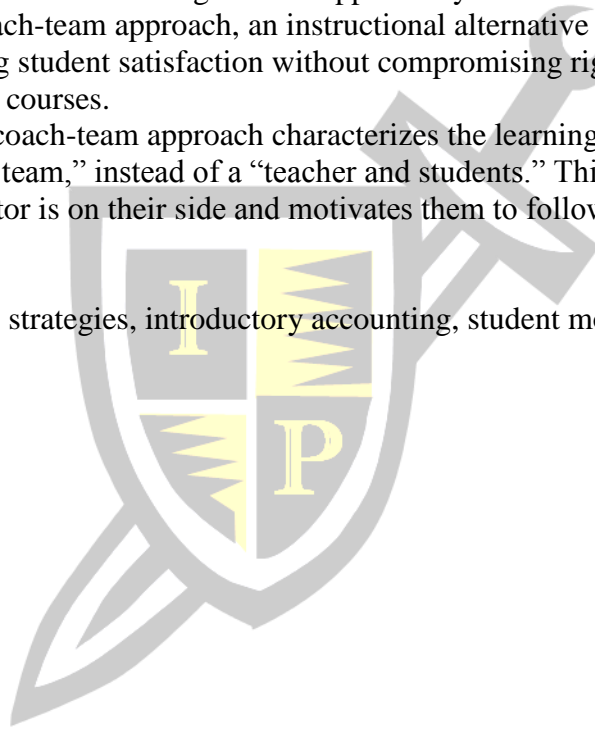 ach-team approach, an instructional alternative
g student satisfaction without compromising rig
courses.
coach-team approach characterizes the learning
team,” instead of a “teacher and students.” Thi
tor is on their side and motivates them to follow
strategies, introductory accounting, student mo
I
P